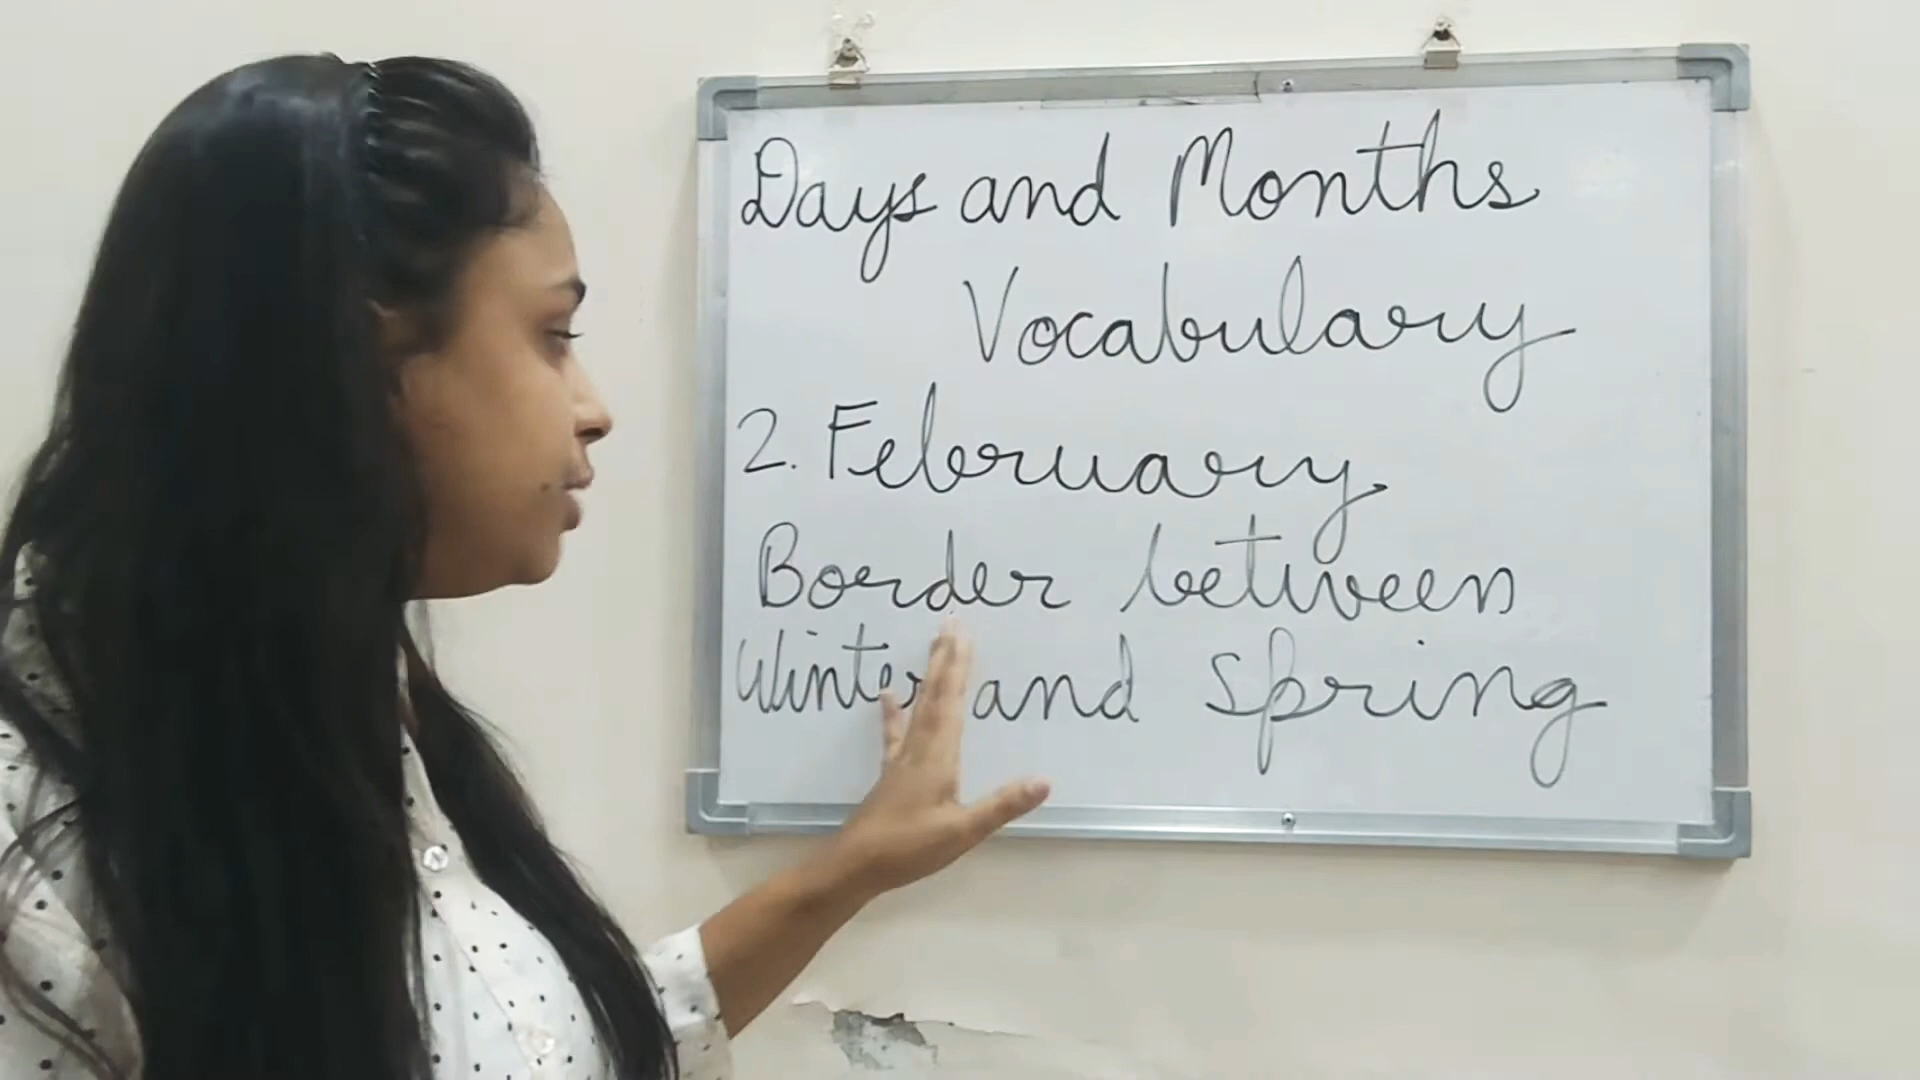 Days and Months
Vocabulary
2. February
Border between
Winter and Spring